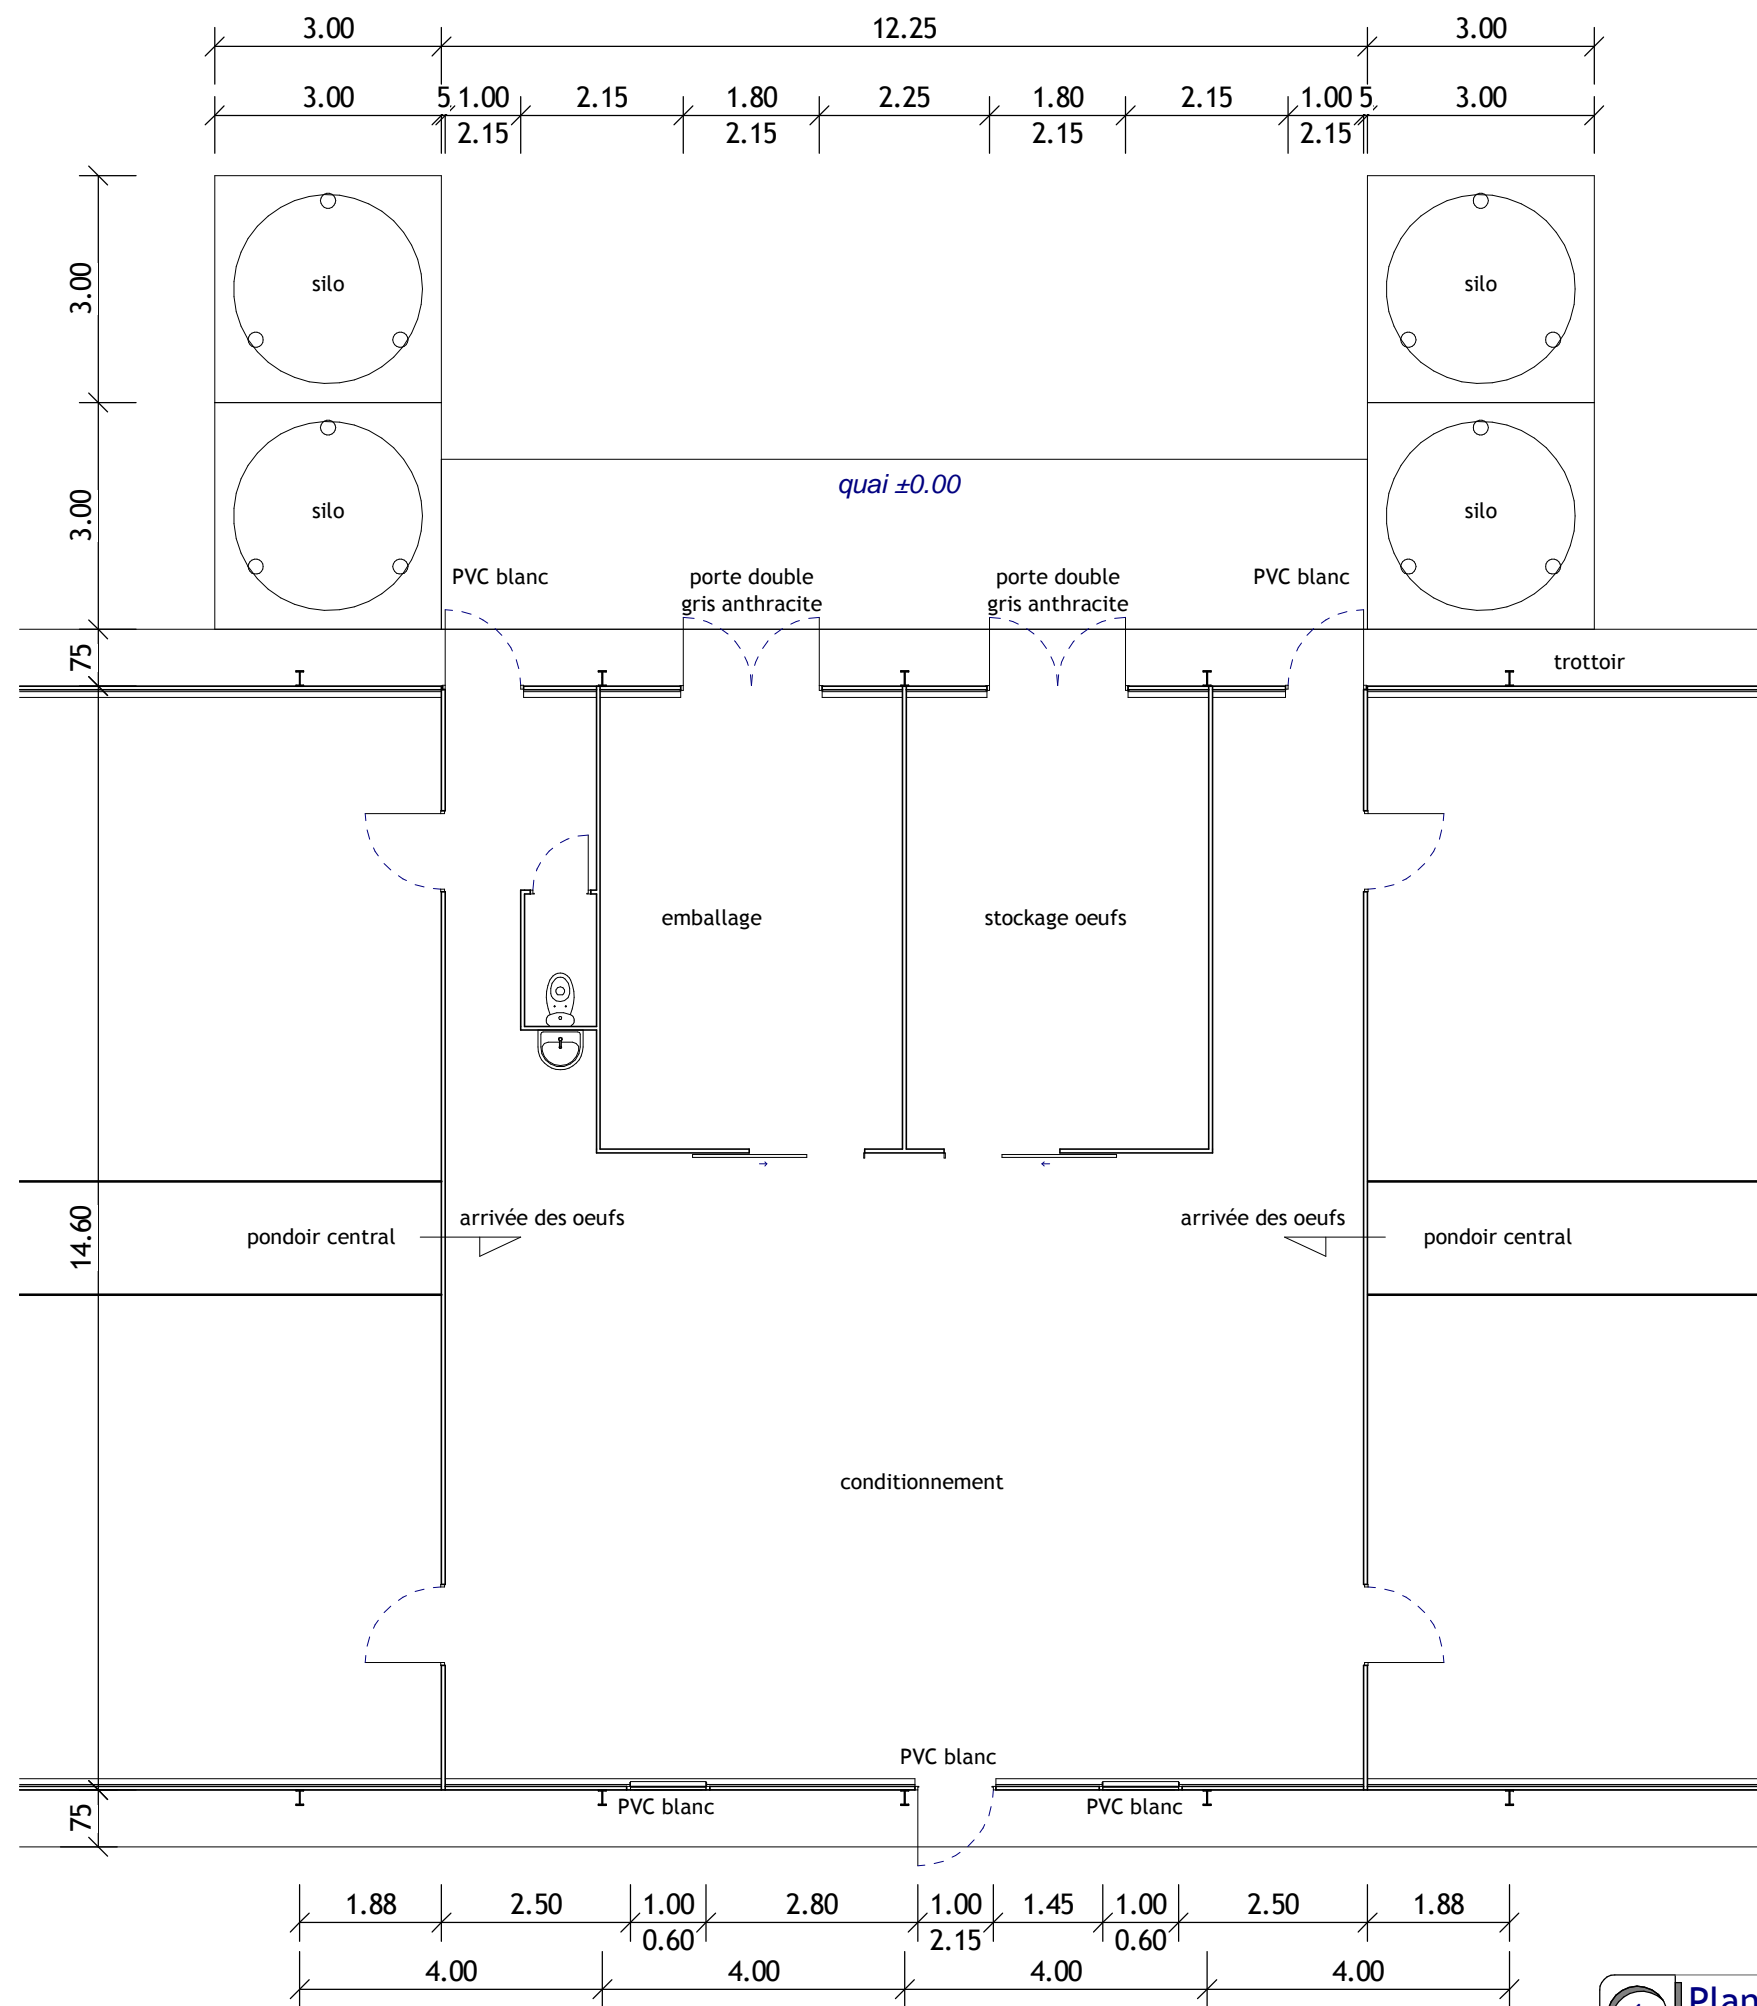 3.00 12.25 3.00
3.00 5 1.00 2.15 1.80 2.25 1.80 2.15 1.00 5 3.00
2.15 2.15 2.15 2.15
3.00
silo silo
3.00
quai ±0.00
silo silo
PVC blanc porte double porte double PVC blanc
gris anthracite gris anthracite
75
trottoir
emballage stockage oeufs
14.60
arrivée des oeufs arrivée des oeufs
pondoir central pondoir central
conditionnement
PVC blanc
75
PVC blanc PVC blanc
1.88 2.50 1.00 2.80 1.00 1.45 1.00 2.50 1.88
0.60 2.15 0.60
4.00 4.00 4.00 4.00
Plan